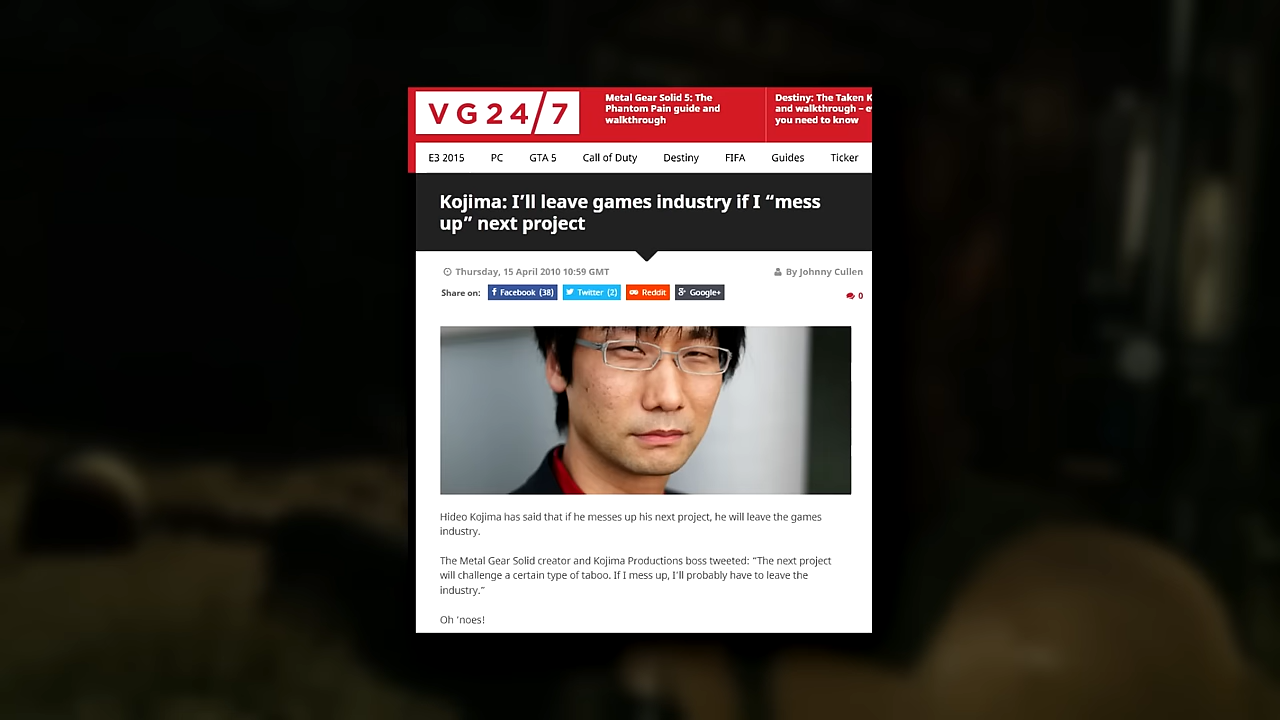 VG24/7
Metal Gear Solid 5: The
Phantom Pain guide and
walkthrough
Destiny: The Taken K
and walkthrough – e
you need to know
E3 2015 PC GTA 5 Call of Duty Destiny FIFA Guides Ticker
Kojima: I’ll leave games industry if I “mess
up” next project
Thursday, 15 April 2010 10:59 GMT
By Johnny Cullen
Share on: Facebook (38) Twitter (2) Reddit Google+
0
Hideo Kojima has said that if he messes up his next project, he will leave the games
industry.
The Metal Gear Solid creator and Kojima Productions boss tweeted: “The next project
will challenge a certain type of taboo. If I mess up, I’ll probably have to leave the
industry.”
Oh ’noes!